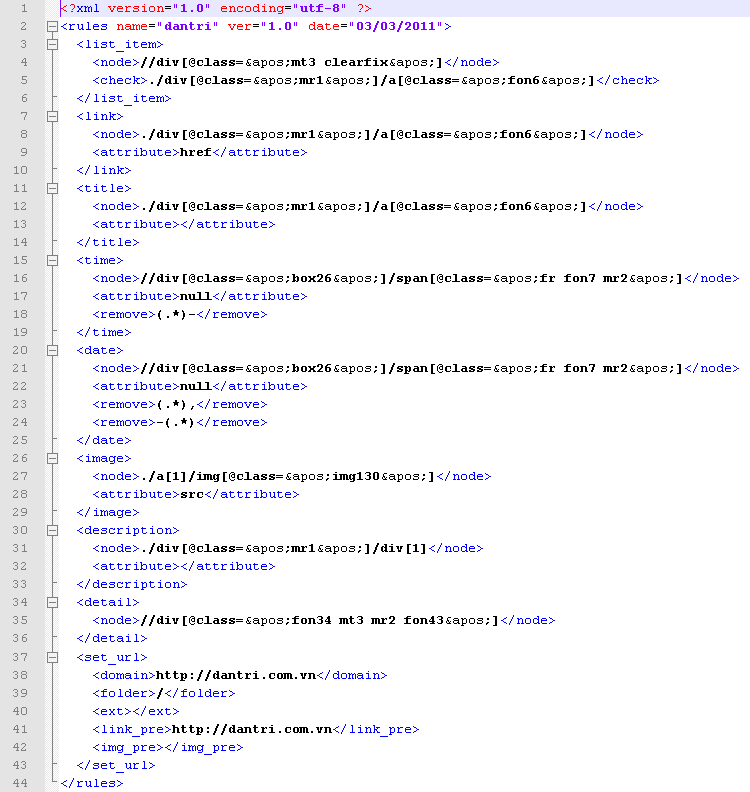 1 <?xml version="1.0" encoding="utf-8" ?>
2 <rules name="dantri" ver="1.0" date="03/03/2011">
3 <list_item>
4 <node>//div[@class=&apos;mt3 clearfix&apos;]</node>
5 <check>./div[@class=&apos;mr1&apos;]/a[@class=&apos;fon6&apos;]</check>
6 </list_item>
7 <link>
8 <node>./div[@class=&apos;mr1&apos;]/a[@class=&apos;fon6&apos;]</node>
9 <attribute>href</attribute>
10 </link>
11 <title>
12 <node>./div[@class=&apos;mr1&apos;]/a[@class=&apos;fon6&apos;]</node>
13 <attribute></attribute>
14 </title>
15 <time>
16 <node>//div[@class=&apos;box26&apos;]/span[@class=&apos;fr fon7 mr2&apos;]</node>
17 <attribute>null</attribute>
18 <remove>(.*)-</remove>
19 </time>
20 <date>
21 <node>//div[@class=&apos;box26&apos;]/span[@class=&apos;fr fon7 mr2&apos;]</node>
22 <attribute>null</attribute>
23 <remove>(.*),</remove>
24 <remove>-(.*)</remove>
25 </date>
26 <image>
27 <node>./a[1]/img[@class=&apos;img130&apos;]</node>
28 <attribute>src</attribute>
29 </image>
30 <description>
31 <node>./div[@class=&apos;mr1&apos;]/div[1]</node>
32 <attribute></attribute>
33 </description>
34 <detail>
35 <node>//div[@class=&apos;fon34 mt3 mr2 fon43&apos;]</node>
36 </detail>
37 <set_url>
38 <domain>http://dantri.com.vn</domain>
39 <folder>/</folder>
40 <ext></ext>
41 <link_pre>http://dantri.com.vn</link_pre>
42 <img_pre></img_pre>
43 </set_url>
44 </rules>